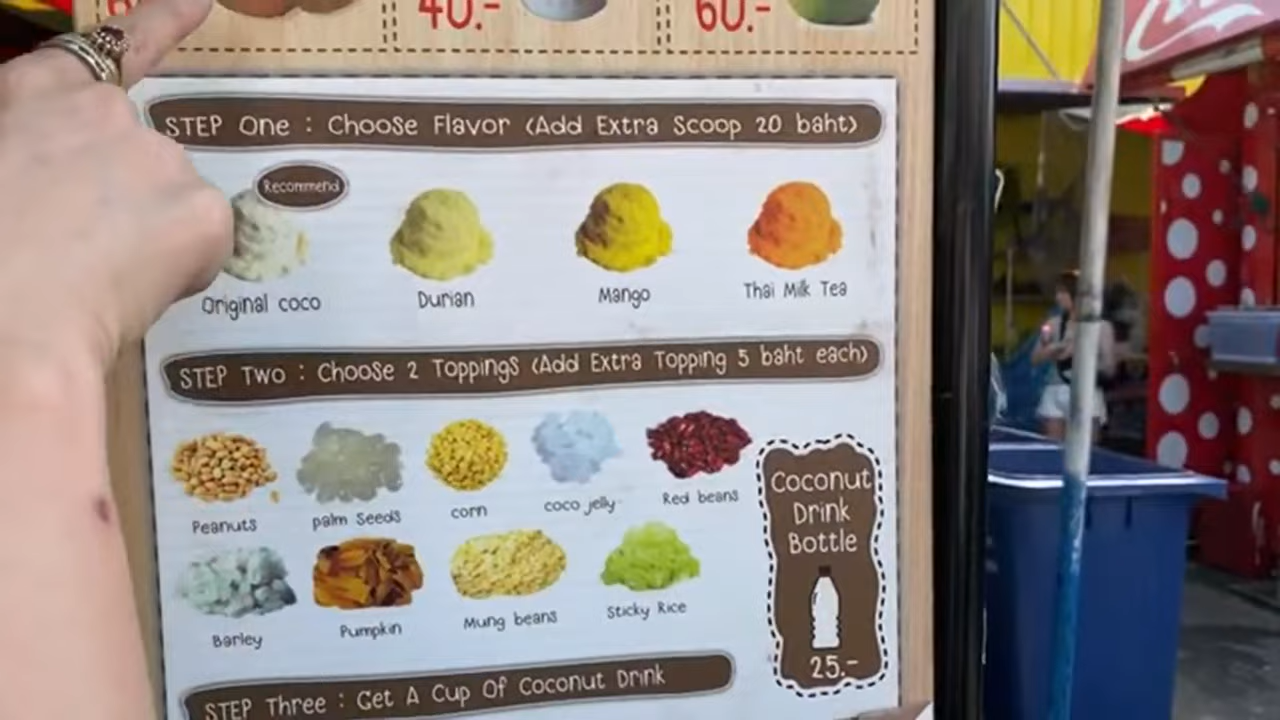 40.-
60.-
STEP One : Choose Flavor (Add Extra Scoop 20 baht)
Recommend
Original coco
Durian
Mango
Thai Milk Tea
STEP Two : Choose 2 Toppings (Add Extra Topping 5 baht each)
Peanuts
palm Seeds
corn
coco jelly
Red beans
Barley
Pumpkin
Mung beans
Sticky Rice
Coconut
Drink
Bottle
25.-
STEP Three : Get A Cup Of Coconut Drink